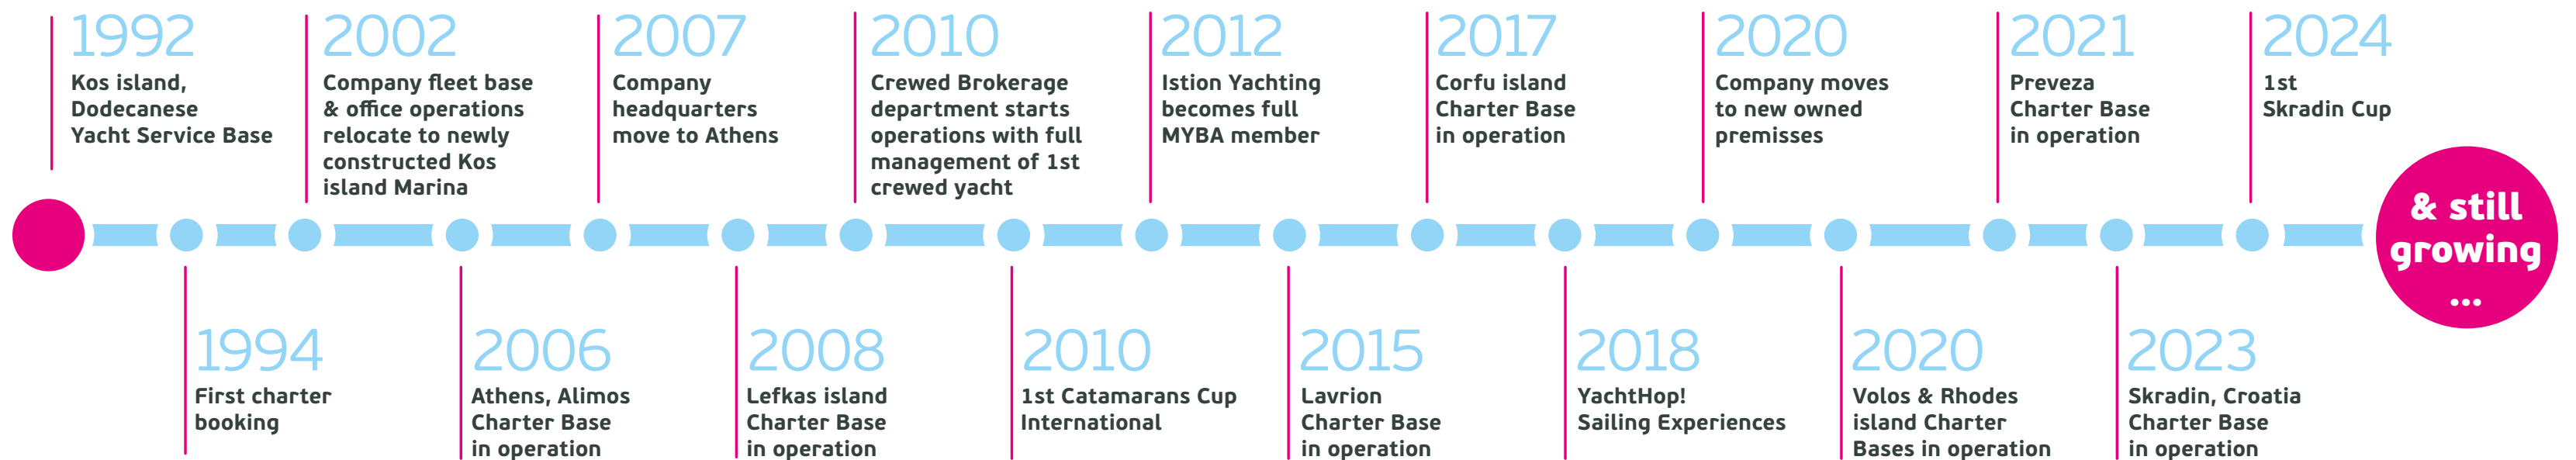 1992
Kos island,
Dodecanese
Yacht Service Base
1994
First charter
booking
2002
Company fleet base
& office operations
relocate to newly
constructed Kos
island Marina
2006
Athens, Alimos
Charter Base
in operation
2007
Company
headquarters
move to Athens
2008
Lefkas island
Charter Base
in operation
2010
Crewed Brokerage
department starts
operations with full
management of 1st
crewed yacht
2010
1st Catamarans Cup
International
2012
Istion Yachting
becomes full
MYBA member
2015
Lavrion
Charter Base
in operation
2017
Corfu island
Charter Base
in operation
2018
YachtHop!
Sailing Experiences
2020
Company moves
to new owned
premisses
2020
Volos & Rhodes
island Charter
Bases in operation
2021
Preveza
Charter Base
in operation
2023
Skradin, Croatia
Charter Base
in operation
2024
1st
Skradin Cup
& still
growing
...